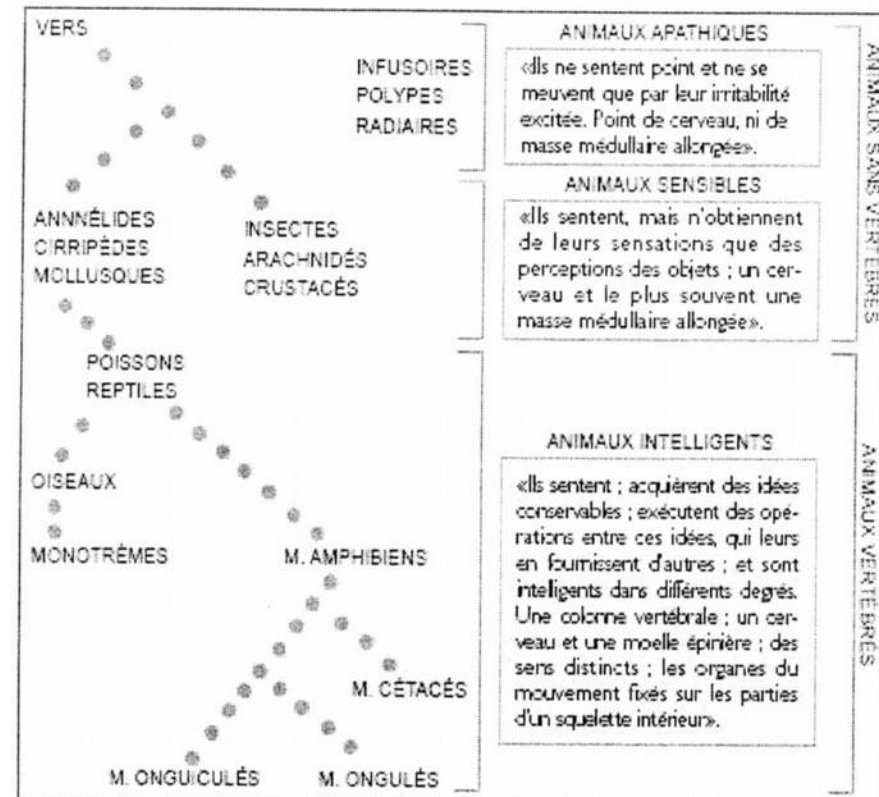 VERS
INFUSOIRES
POLYPES
RADIAIRES
ANNNÉLIDES
CIRRIPÈDES
MOLLUSQUES
INSECTES
ARACHNIDÉS
CRUSTACÉS
POISSONS
REPTILES
OISEAUX
MONOTRÈMES
M. AMPHIBIENS
M. CÉTACÉS
M. ONGUICULÉS
M. ONGULÉS
ANIMAUX APATHIQUES
«Ils ne sentent point et ne se
meuvent que par leur irritabilité
excitée. Point de cerveau, ni de
masse médullaire allongée».
ANIMAUX SENSIBLES
«Ils sentent, mais n'obtiennent
de leurs sensations que des
perceptions des objets ; un cer-
veau et le plus souvent une
masse médullaire allongée».
ANIMAUX SANS VERTÈBRES
ANIMAUX INTELLIGENTS
«Ils sentent ; acquièrent des idées
conservables ; exécutent des opé-
rations entre ces idées, qui leurs
en fournissent d'autres ; et sont
intelligents dans différents degrés.
Une colonne vertébrale ; un cer-
veau et une moelle épinière ; des
sens distincts ; les organes du
mouvement fixés sur les parties
d'un squelette intérieur».
ANIMAUX VERTÉBRÉS